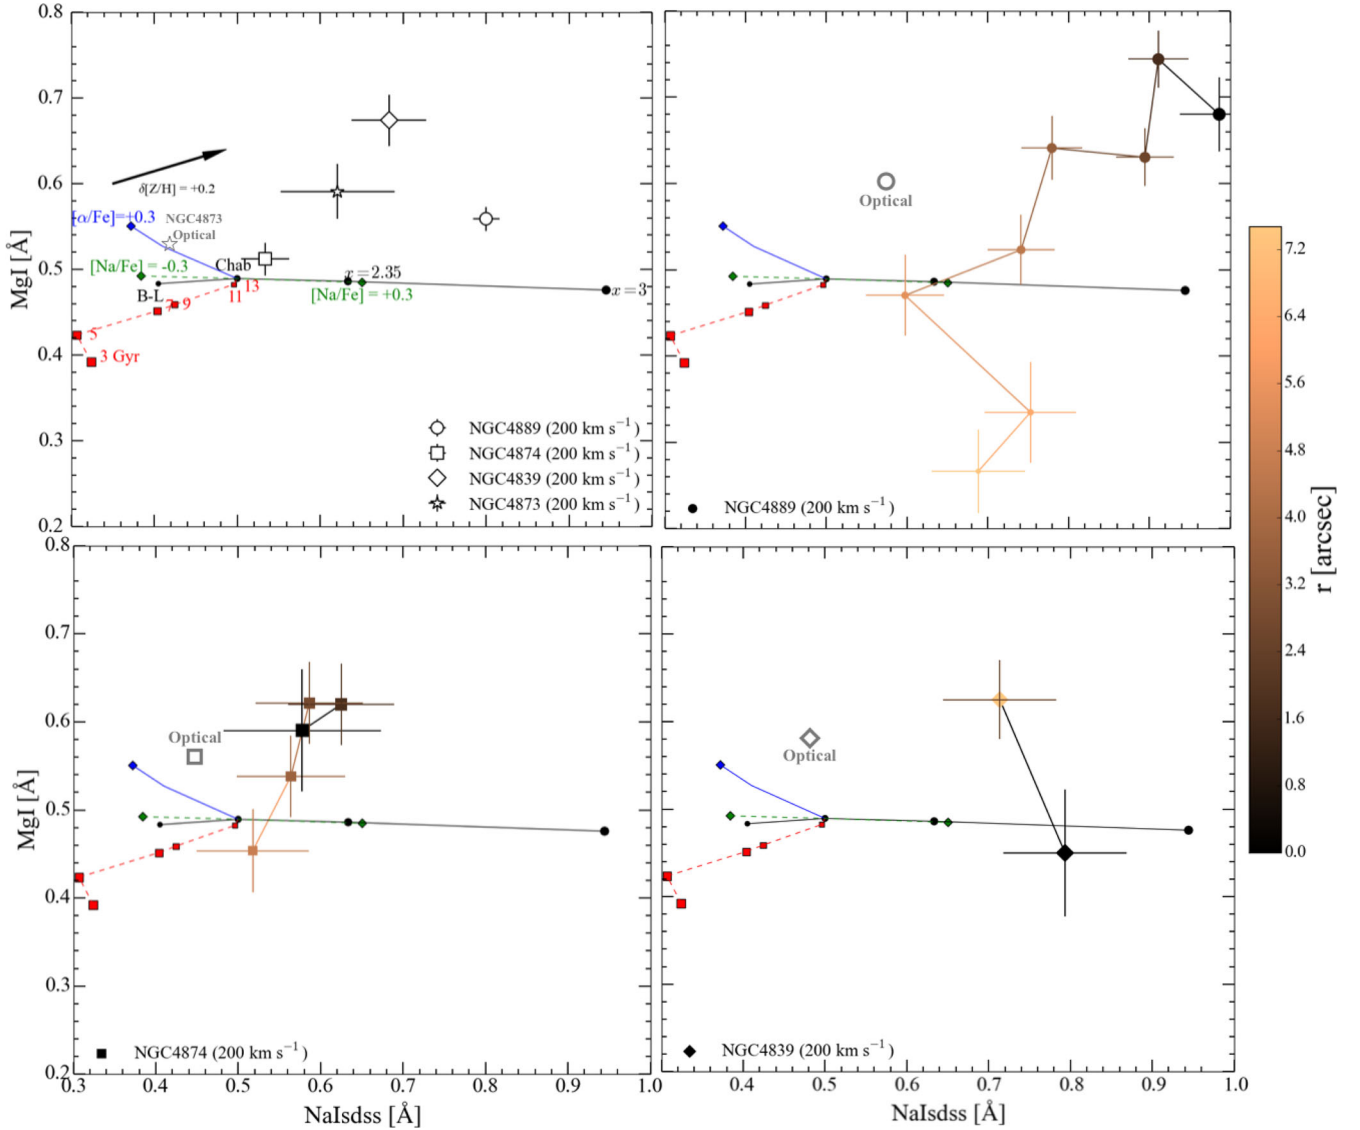 0.8
0.7
0.6
0.5
0.4
0.3
0.2
MgI [Å]
δ[Z/H] = +0.2
[α/Fe]=+0.3
NGC4873
Optical
[Na/Fe] = -0.3
Chab
x=2.35
B-L
7
9
11
13
[Na/Fe] = +0.3
x=3
5
3 Gyr
NGC4889 (200 km s−1)
NGC4874 (200 km s−1)
NGC4839 (200 km s−1)
NGC4873 (200 km s−1)
Optical
NGC4889 (200 km s−1)
0.8
0.7
0.6
0.5
0.4
0.3
0.2
MgI [Å]
Optical
NGC4874 (200 km s−1)
0.3 0.4 0.5 0.6 0.7 0.8 0.9 1.0
NaIsdss [Å]
Optical
NGC4839 (200 km s−1)
0.4 0.5 0.6 0.7 0.8 0.9 1.0
NaIsdss [Å]
7.2
6.4
5.6
4.8
4.0
3.2
2.4
1.6
0.8
0.0
r [arcsec]